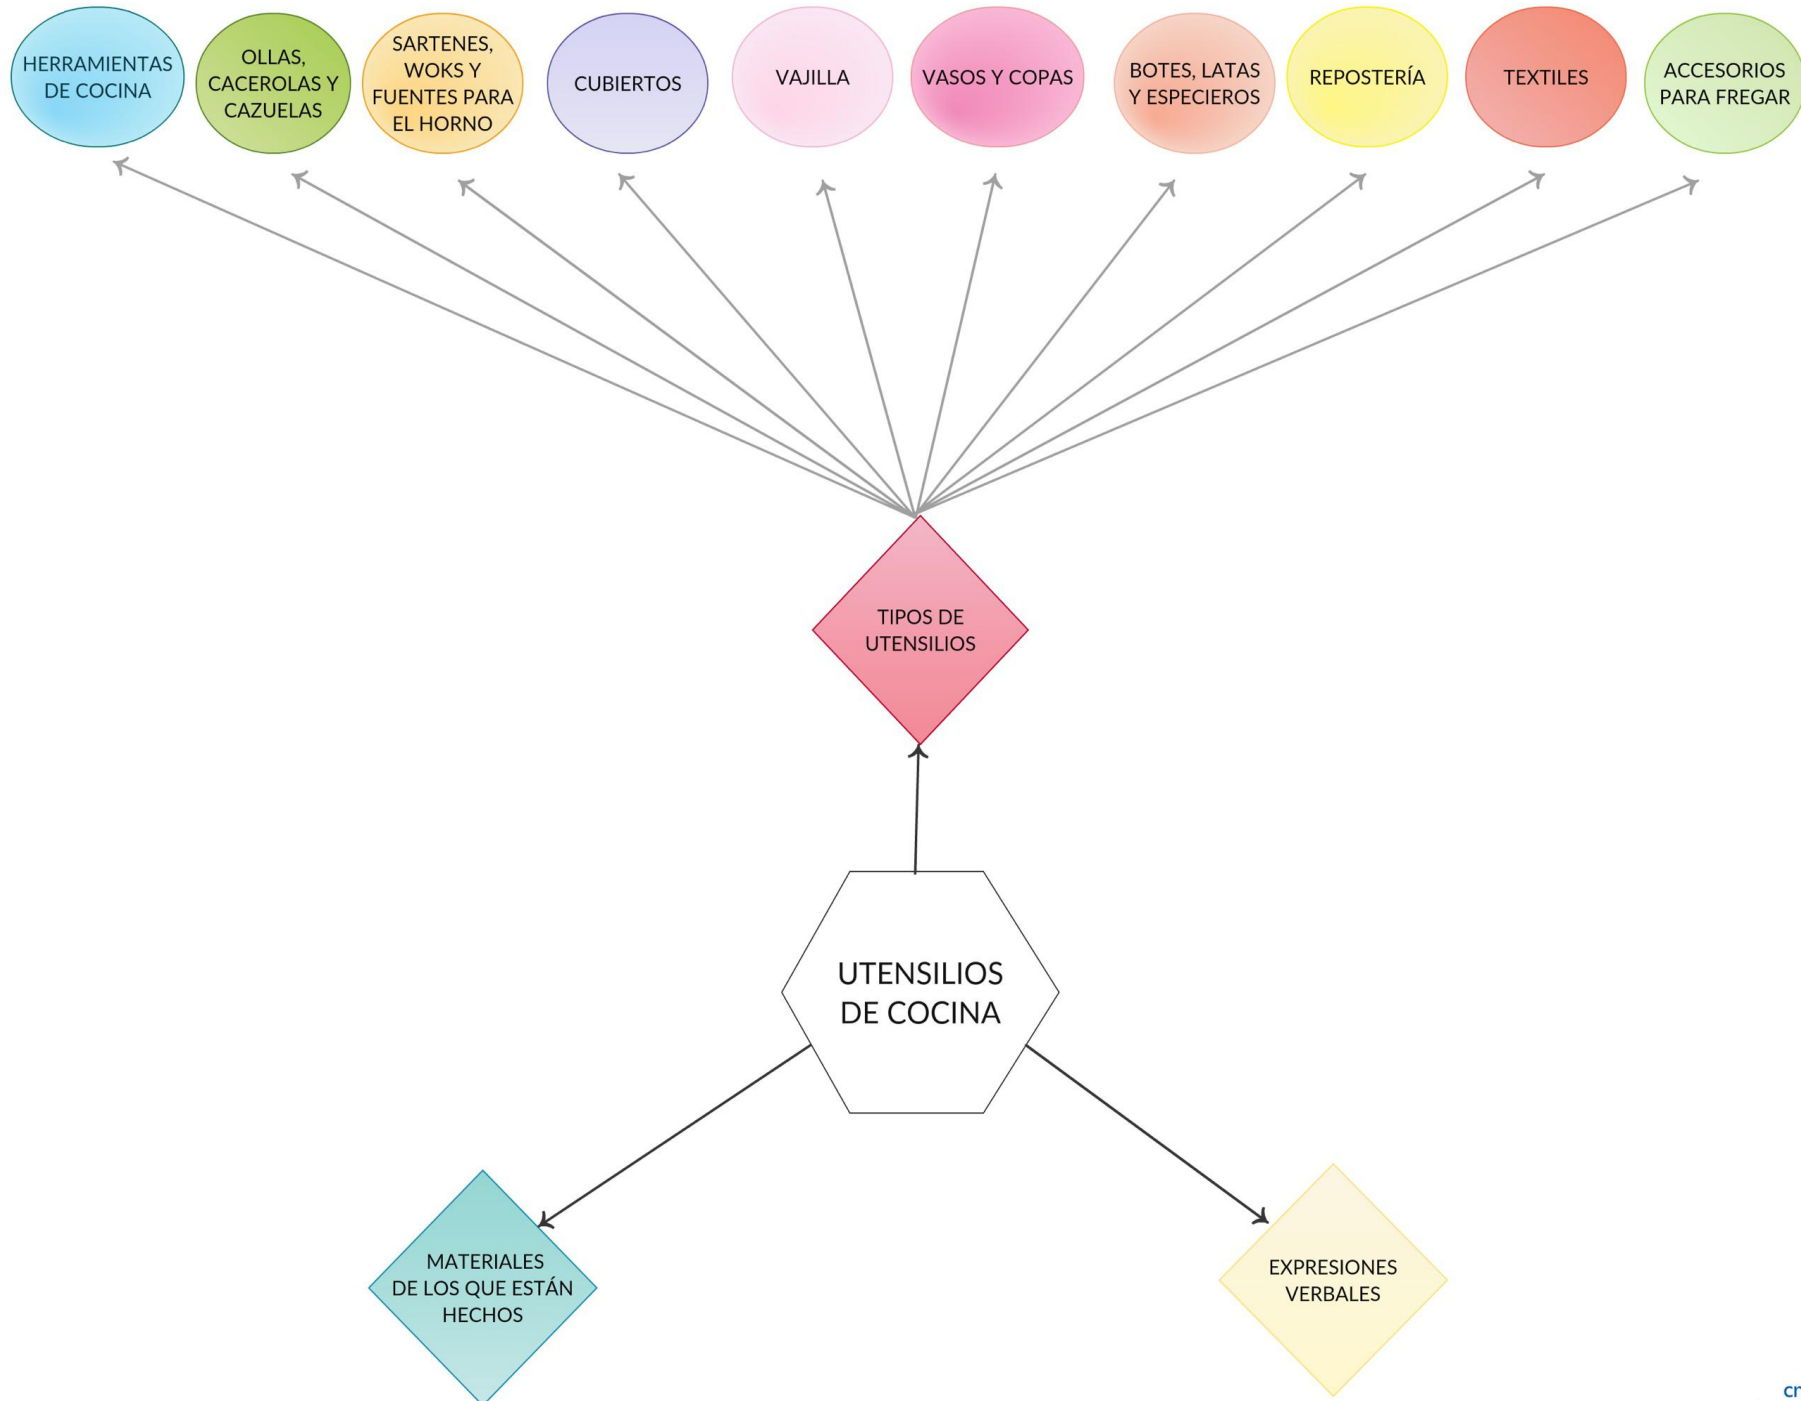 HERRAMIENTAS
DE COCINA
OLLAS,
CACEROLAS Y
CAZUELAS
SARTENES,
WOKS Y
FUENTES PARA
EL HORNO
CUBIERTOS
VAJILLA
VASOS Y COPAS
BOTES, LATAS
Y ESPECIEROS
REPOSTERÍA
TEXTILES
ACCESORIOS
PARA FREGAR
TIPOS DE
UTENSILIOS
UTENSILIOS
DE COCINA
MATERIALES
DE LOS QUE ESTÁN
HECHOS
EXPRESIONES
VERBALES